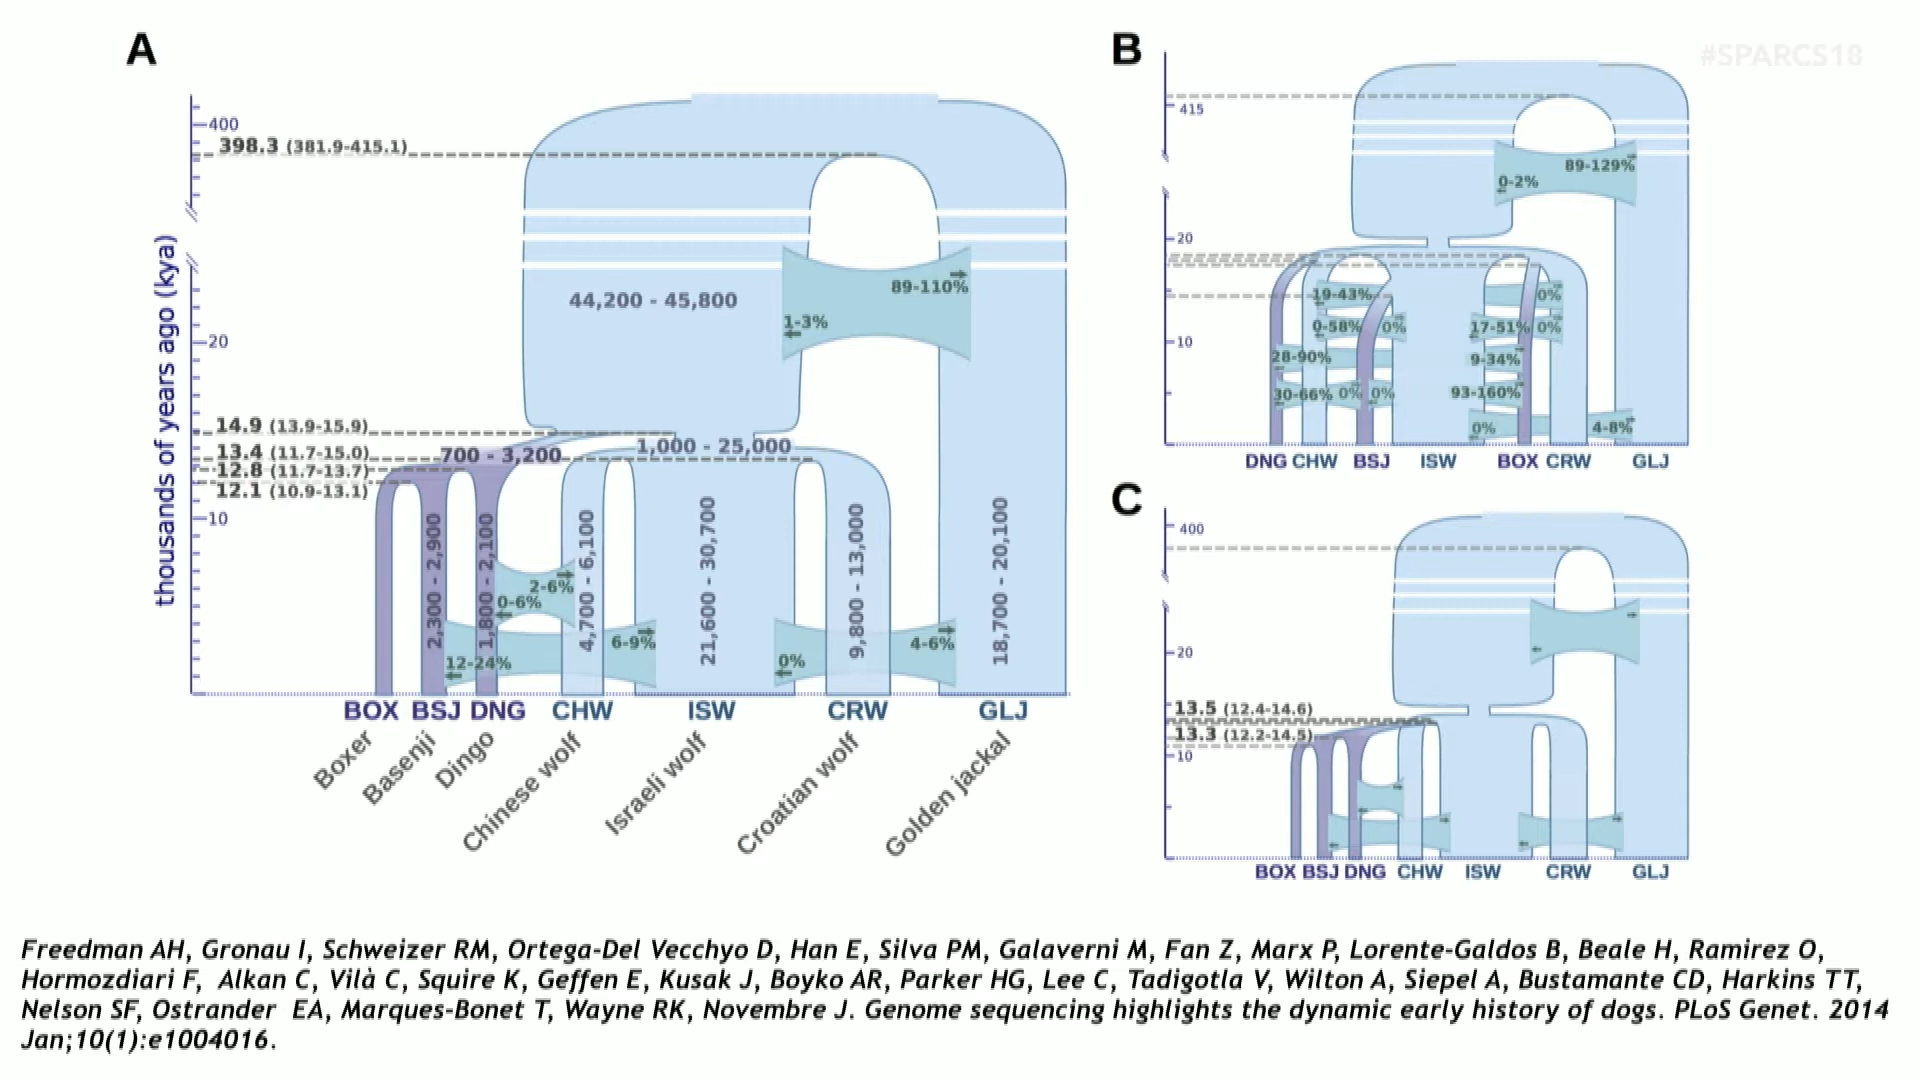 A
400
398.3 (381.9-415.1)
thousands of years ago (kya)
44,200 - 45,800
89-110%
1-3%
20
14.9 (13.9-15.9)
13.4 (11.7-15.0)
12.8 (11.7-13.7)
12.1 (10.9-13.1)
700 - 3,200
1,000 - 25,000
10
2,300 - 2,900
1,800 - 2,100
4,700 - 6,100
21,600 - 30,700
9,800 - 13,000
18,700 - 20,100
2-6%
0-6%
6-9%
12-24%
0%
4-6%
BOX BSJ DNG CHW ISW CRW GLJ
Boxer
Basenji
Dingo
Chinese wolf
Israeli wolf
Croatian wolf
Golden jackal
B
#SPARCS18
415
89-129%
0-2%
20
19-43% 0%
0-58% 0% 17-51% 0%
10
28-90% 9-34%
30-66% 0% 0% 93-160%
0% 4-8%
DNG CHW BSJ ISW BOX CRW GLJ
C
400
20
13.5 (12.4-14.6)
13.3 (12.2-14.5)
10
BOX BSJ DNG CHW ISW CRW GLJ
Freedman AH, Gronau I, Schweizer RM, Ortega-Del Vecchyo D, Han E, Silva PM, Galaverni M, Fan Z, Marx P, Lorente-Galdos B, Beale H, Ramirez O,
Hormozdiari F, Alkan C, Vilà C, Squire K, Geffen E, Kusak J, Boyko AR, Parker HG, Lee C, Tadigotla V, Wilton A, Siepel A, Bustamante CD, Harkins TT,
Nelson SF, Ostrander EA, Marques-Bonet T, Wayne RK, Novembre J. Genome sequencing highlights the dynamic early history of dogs. PLoS Genet. 2014
Jan;10(1):e1004016.